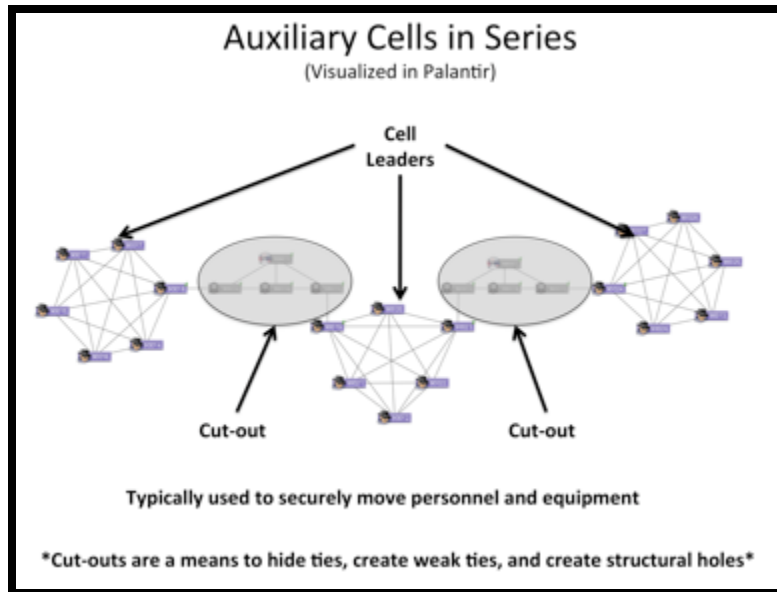 Auxiliary Cells in Series
(Visualized in Palantir)
Cell
Leaders
Cut-out
Cut-out
Typically used to securely move personnel and equipment
*Cut-outs are a means to hide ties, create weak ties, and create structural holes*